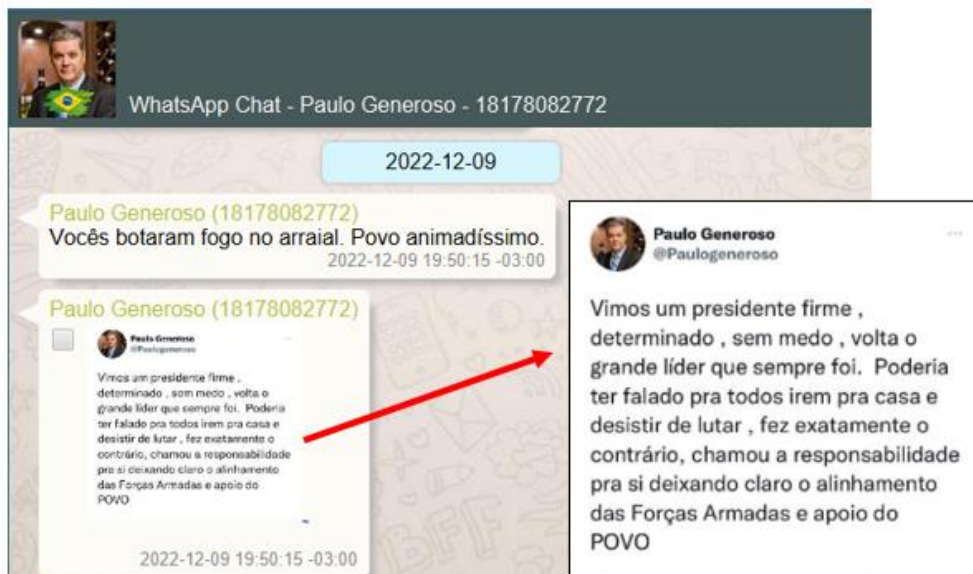 WhatsApp Chat - Paulo Generoso - 18178082772
2022-12-09
Paulo Generoso (18178082772)
Vocês botaram fogo no arraial. Povo animadíssimo.
2022-12-09 19:50:15 -03:00
Paulo Generoso (18178082772)
Paulo Generoso
@Paulogeneroso
Vimos um presidente firme ,
determinado , sem medo , volta o
grande líder que sempre foi. Poderia
ter falado pra todos irem pra casa e
desistir de lutar , fez exatamente o
contrário, chamou a responsabilidade
pra si deixando claro o alinhamento
das Forças Armadas e apoio do
POVO
2022-12-09 19:50:15 -03:00
Paulo Generoso
@Paulogeneroso
Vimos um presidente firme ,
determinado , sem medo , volta o
grande líder que sempre foi. Poderia
ter falado pra todos irem pra casa e
desistir de lutar , fez exatamente o
contrário, chamou a responsabilidade
pra si deixando claro o alinhamento
das Forças Armadas e apoio do
POVO